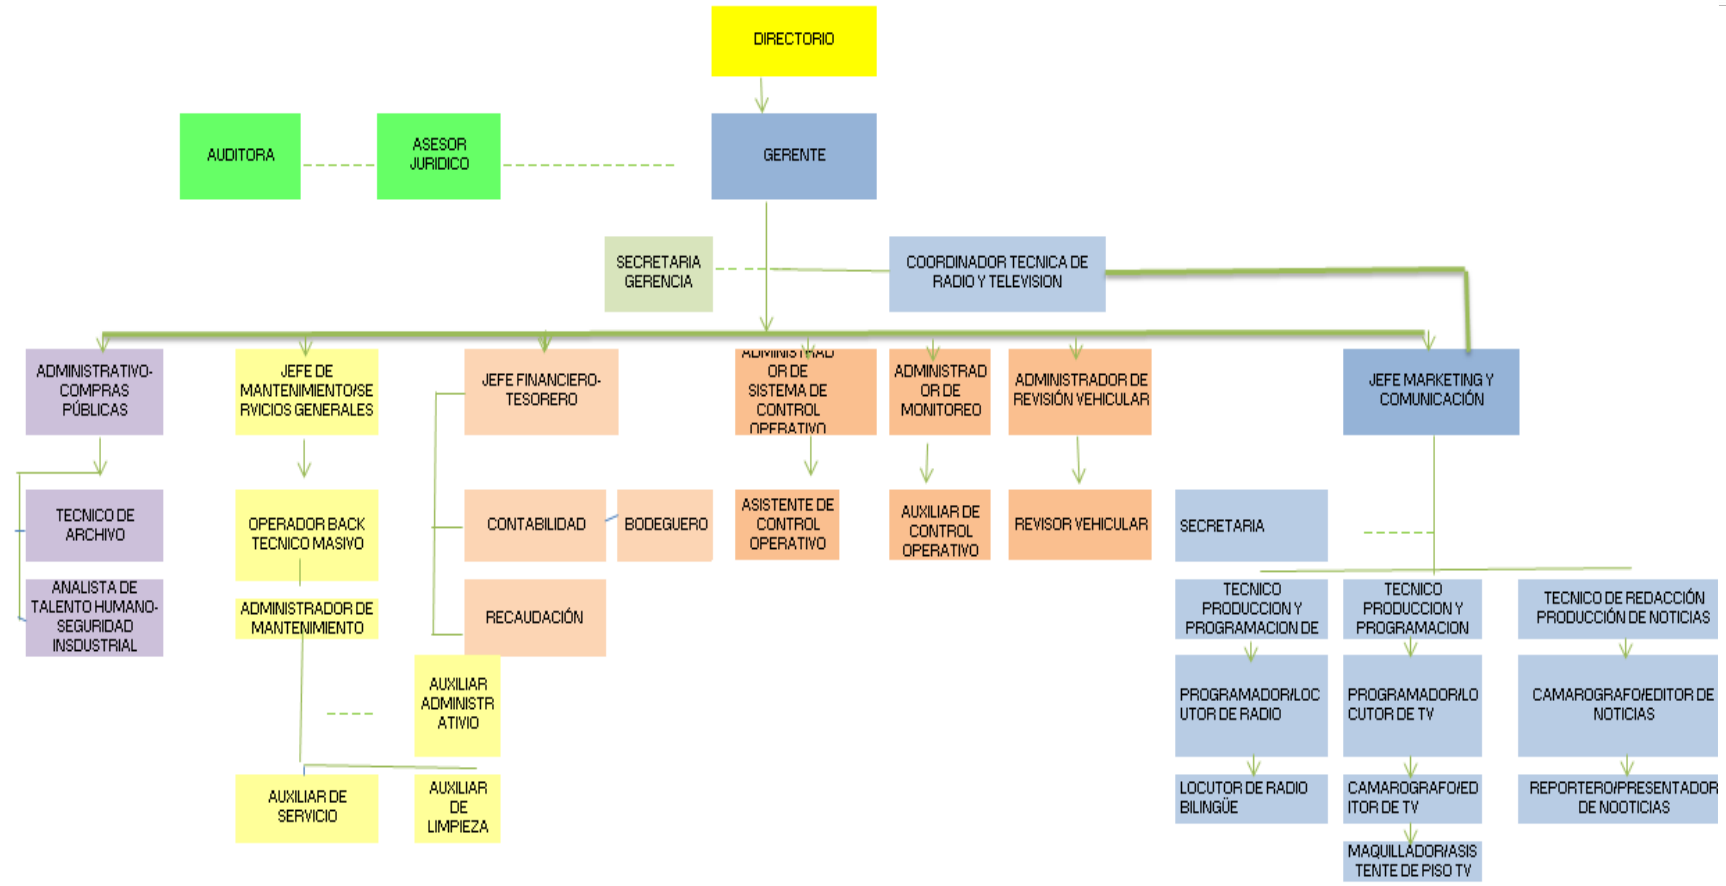 DIRECTORIO
AUDITORA
ASESOR
JURIDICO
GERENTE
SECRETARIA
GERENCIA
COORDINADOR TECNICA DE
RADIO Y TELEVISION
ADMINISTRATIVO-
COMPRAS
PÚBLICAS
JEFE DE
MANTENIMIENTO/SE
RVICIOS GENERALES
JEFE FINANCIERO-
TESORERO
ADMINISTRAD
OR DE
SISTEMA DE
CONTROL
OPERATIVO
ADMINISTRAD
OR DE
MONITOREO
ADMINISTRADOR DE
REVISIÓN VEHICULAR
JEFE MARKETING Y
COMUNICACIÓN
TECNICO DE
ARCHIVO
OPERADOR BACK
TECNICO MASIVO
CONTABILIDAD
BODEGUERO
ASISTENTE DE
CONTROL
OPERATIVO
AUXILIAR DE
CONTROL
OPERATIVO
REVISOR VEHICULAR
SECRETARIA
ANALISTA DE
TALENTO HUMANO-
SEGURIDAD
INSDUSTRIAL
ADMINISTRADOR DE
MANTENIMIENTO
RECAUDACIÓN
TECNICO
PRODUCCION Y
PROGRAMACION DE
TECNICO
PRODUCCION Y
PROGRAMACION
TECNICO DE REDACCIÓN
PRODUCCIÓN DE NOTICIAS
AUXILIAR
ADMINISTR
ATIVIO
PROGRAMADOR/LOC
UTOR DE RADIO
PROGRAMADOR/LO
CUTOR DE TV
CAMAROGRAFO/EDITOR DE
NOTICIAS
AUXILIAR DE
SERVICIO
AUXILIAR
DE
LIMPIEZA
LOCUTOR DE RADIO
BILINGÜE
CAMAROGRAFO/ED
ITOR DE TV
REPORTERO/PRESENTADOR
DE NOOTICIAS
MAQUILLADOR/ASIS
TENTE DE PISO TV